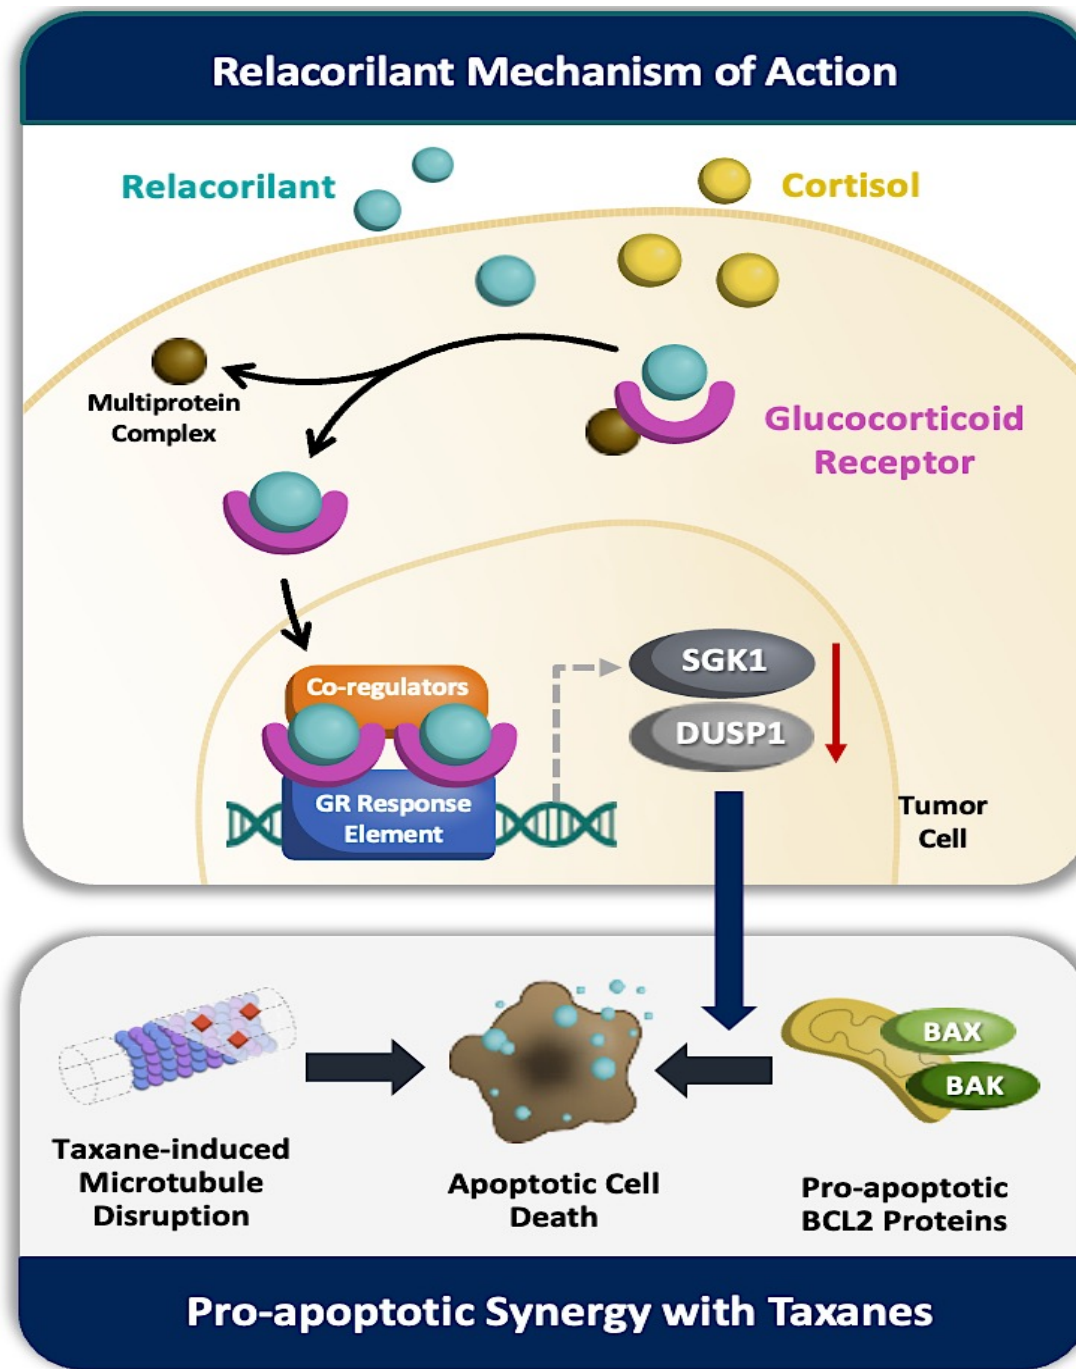 Relacorilant Mechanism of Action
Relacorilant
Cortisol
Multiprotein
Complex
Glucocorticoid
Receptor
Co-regulators
SGK1
DUSP1
GR Response
Element
Tumor
Cell
BAX
BAK
Taxane-induced
Microtubule
Disruption
Apoptotic Cell
Death
Pro-apoptotic
BCL2 Proteins
Pro-apoptotic Synergy with Taxanes